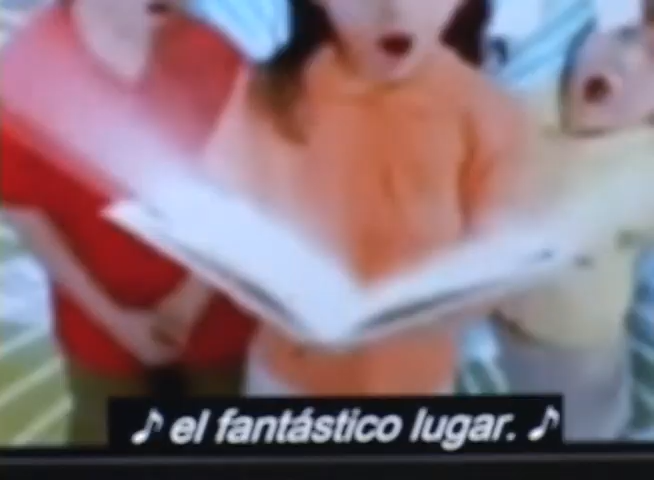 ♪ el fantástico lugar. ♪